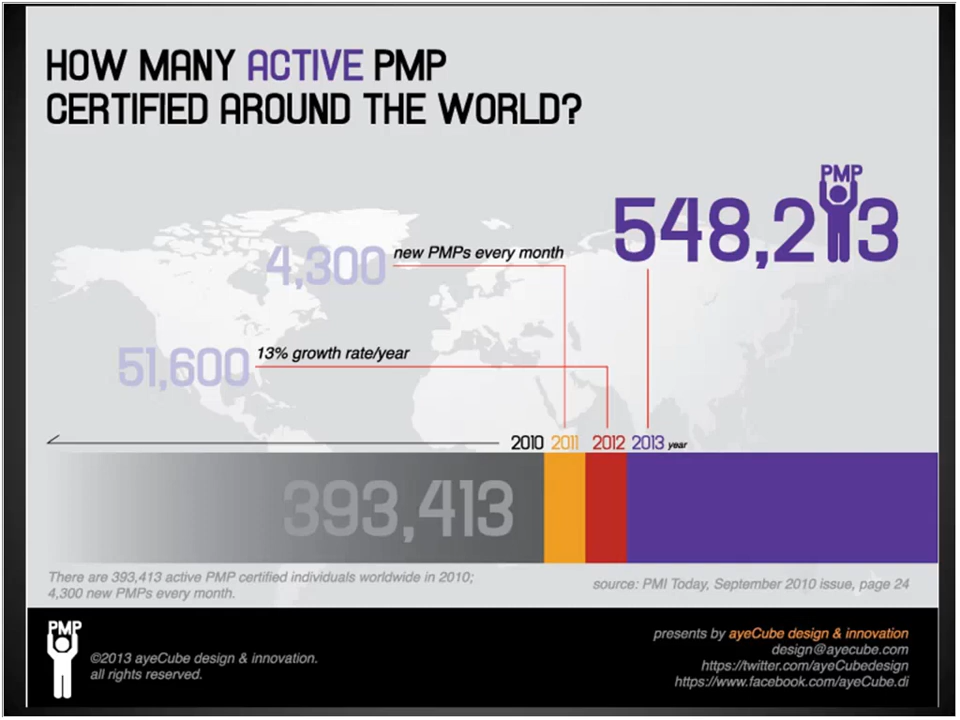 HOW MANY ACTIVE PMP
CERTIFIED AROUND THE WORLD?
PMP
548,213
4,300 new PMPs every month
51,600 13% growth rate/year
2010 2011 2012 2013 year
393,413
There are 393,413 active PMP certified individuals worldwide in 2010;
4,300 new PMPs every month.
source: PMI Today, September 2010 issue, page 24
PMP
©2013 ayeCube design & innovation.
all rights reserved.
presents by ayeCube design & innovation
design@ayecube.com
https://twitter.com/ayeCubedesign
https://www.facebook.com/ayeCube.di